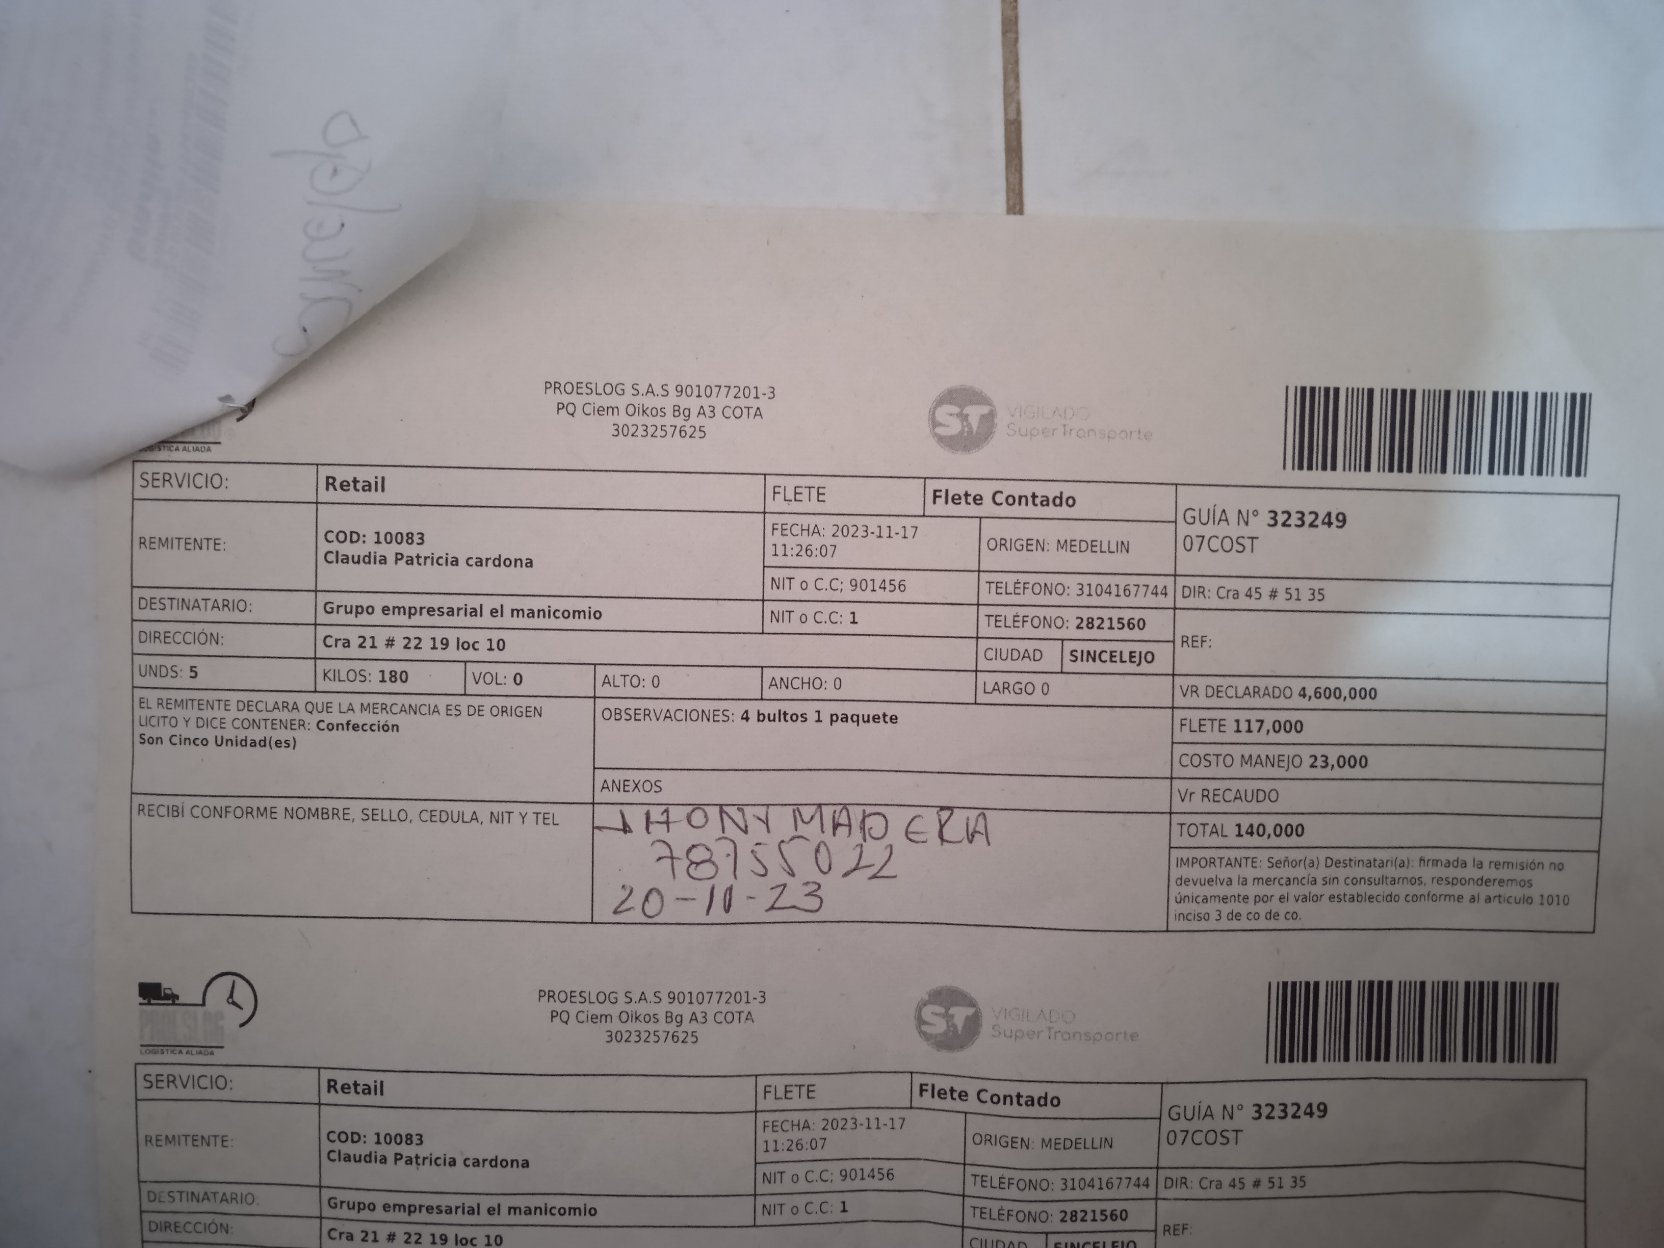 cancelado
PROESLOG S.A.S 901077201-3
PQ Ciem Oikos Bg A3 COTA
3023257625
LOGISTICA ALIADA
ST VIGILADO
SuperTransporte
SERVICIO: Retail FLETE Flete Contado
GUÍA N° 323249
07COST
REMITENTE: COD: 10083
Claudia Patricia cardona
FECHA: 2023-11-17
11:26:07
ORIGEN: MEDELLIN
NIT o C.C; 901456 TELÉFONO: 3104167744 DIR: Cra 45 # 51 35
DESTINATARIO: Grupo empresarial el manicomio NIT o C.C: 1 TELÉFONO: 2821560
REF:
DIRECCIÓN: Cra 21 # 22 19 loc 10 CIUDAD SINCELEJO
UNDS: 5 KILOS: 180 VOL: 0 ALTO: 0 ANCHO: 0 LARGO 0 VR DECLARADO 4,600,000
EL REMITENTE DECLARA QUE LA MERCANCIA ES DE ORIGEN
LICITO Y DICE CONTENER: Confección
Son Cinco Unidad(es)
OBSERVACIONES: 4 bultos 1 paquete
FLETE 117,000
COSTO MANEJO 23,000
ANEXOS
Vr RECAUDO
RECIBÍ CONFORME NOMBRE, SELLO, CEDULA, NIT Y TEL
JHONY MADERA
78755022
20-11-23
TOTAL 140,000
IMPORTANTE: Señor(a) Destinatari(a): firmada la remisión no
devuelva la mercancía sin consultarnos, responderemos
únicamente por el valor establecido conforme al articulo 1010
inciso 3 de co de co.
PROESLOG
LOGISTICA ALIADA
PROESLOG S.A.S 901077201-3
PQ Ciem Oikos Bg A3 COTA
3023257625
ST VIGILADO
SuperTransporte
SERVICIO: Retail FLETE Flete Contado
GUÍA N° 323249
07COST
REMITENTE: COD: 10083
Claudia Patricia cardona
FECHA: 2023-11-17
11:26:07
ORIGEN: MEDELLIN
NIT o C.C; 901456 TELÉFONO: 3104167744 DIR: Cra 45 # 51 35
DESTINATARIO: Grupo empresarial el manicomio NIT o C.C: 1 TELÉFONO: 2821560
REF:
DIRECCIÓN: Cra 21 # 22 19 loc 10 CIUDAD SINCELEJO